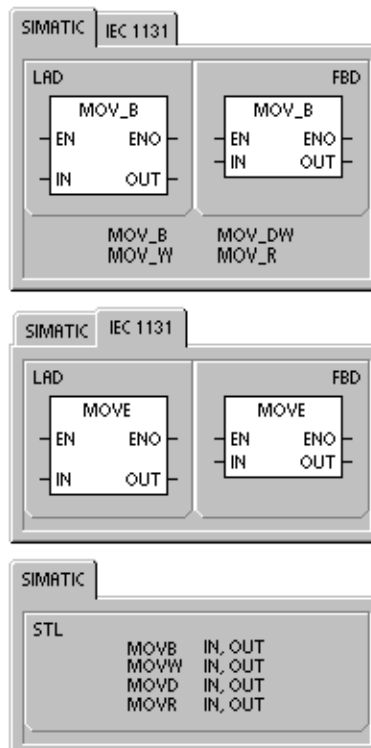 SIMATIC IEC 1131
LAD FBD
MOV_B MOV_B
EN ENO EN ENO
IN OUT IN OUT
MOV_B MOV_DW
MOV_W MOV_R
SIMATIC IEC 1131
LAD FBD
MOVE MOVE
EN ENO EN ENO
IN OUT IN OUT
SIMATIC
STL
MOVB IN, OUT
MOVW IN, OUT
MOVD IN, OUT
MOVR IN, OUT